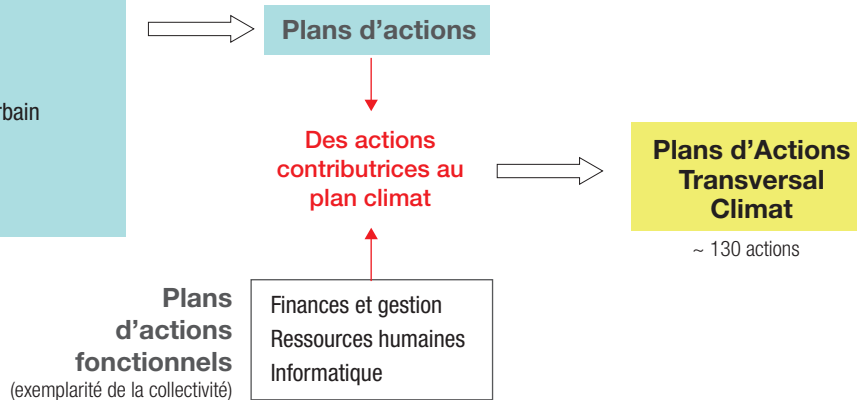 Plans d’actions
Des actions
contributrices au
plan climat
Plans d’Actions
Transversal
Climat
~ 130 actions
Plans
d’actions
fonctionnels
(exemplarité de la collectivité)
Finances et gestion
Ressources humaines
Informatique